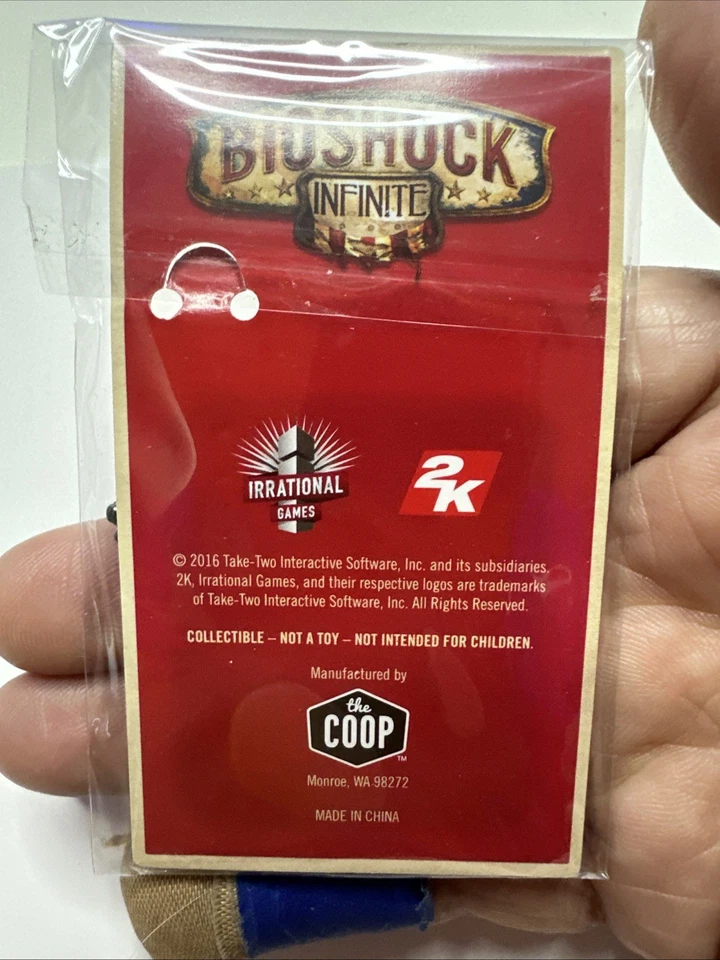 BIOSHOCK
INFINITE
IRRATIONAL
GAMES
2K
© 2016 Take-Two Interactive Software, Inc. and its subsidiaries.
2K, Irrational Games, and their respective logos are trademarks
of Take-Two Interactive Software, Inc. All Rights Reserved.
COLLECTIBLE – NOT A TOY – NOT INTENDED FOR CHILDREN.
Manufactured by
the
COOP
TM
Monroe, WA 98272
MADE IN CHINA